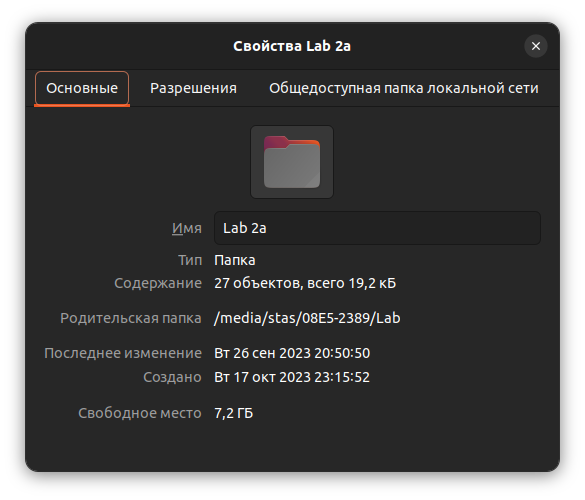 Свойства Lab 2a
Основные Разрешения Общедоступная папка локальной сети
Имя Lab 2a
Тип Папка
Содержание 27 объектов, всего 19,2 кБ
Родительская папка /media/stas/08E5-2389/Lab
Последнее изменение Вт 26 сен 2023 20:50:50
Создано Вт 17 окт 2023 23:15:52
Свободное место 7,2 ГБ